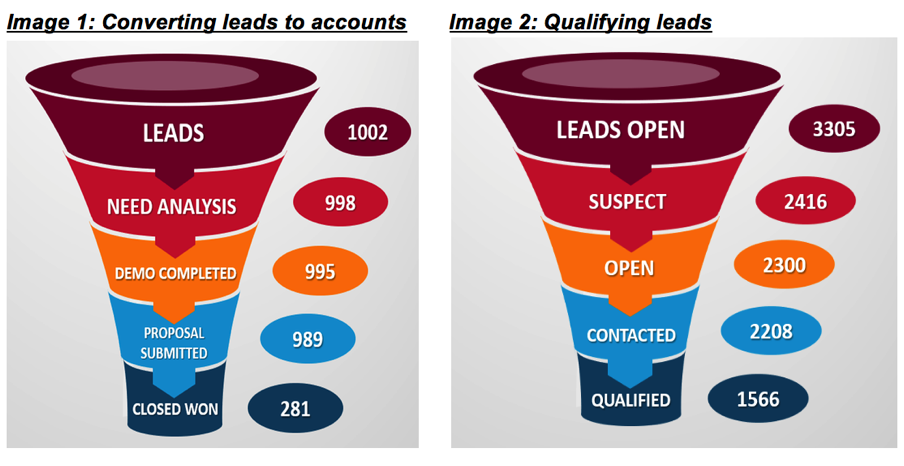 Image 1: Converting leads to accounts
LEADS
1002
NEED ANALYSIS
998
DEMO COMPLETED
995
PROPOSAL
SUBMITTED
989
CLOSED WON
281
Image 2: Qualifying leads
LEADS OPEN
3305
SUSPECT
2416
OPEN
2300
CONTACTED
2208
QUALIFIED
1566